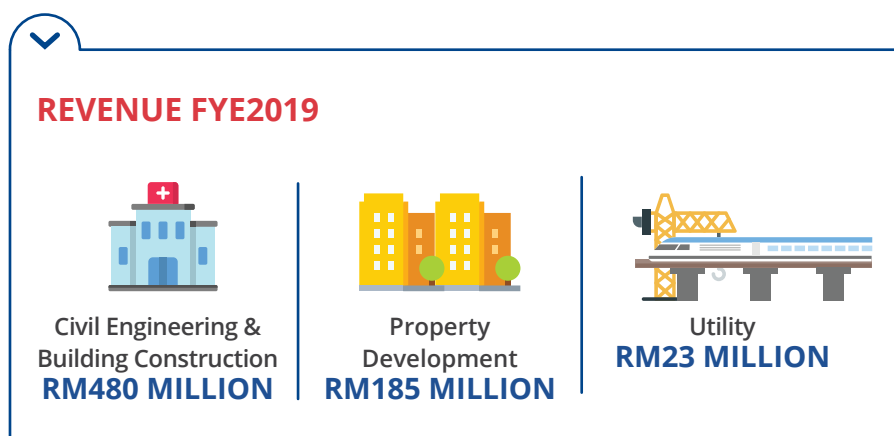 REVENUE FYE2019
Civil Engineering &
Building Construction
RM480 MILLION
Property
Development
RM185 MILLION
Utility
RM23 MILLION